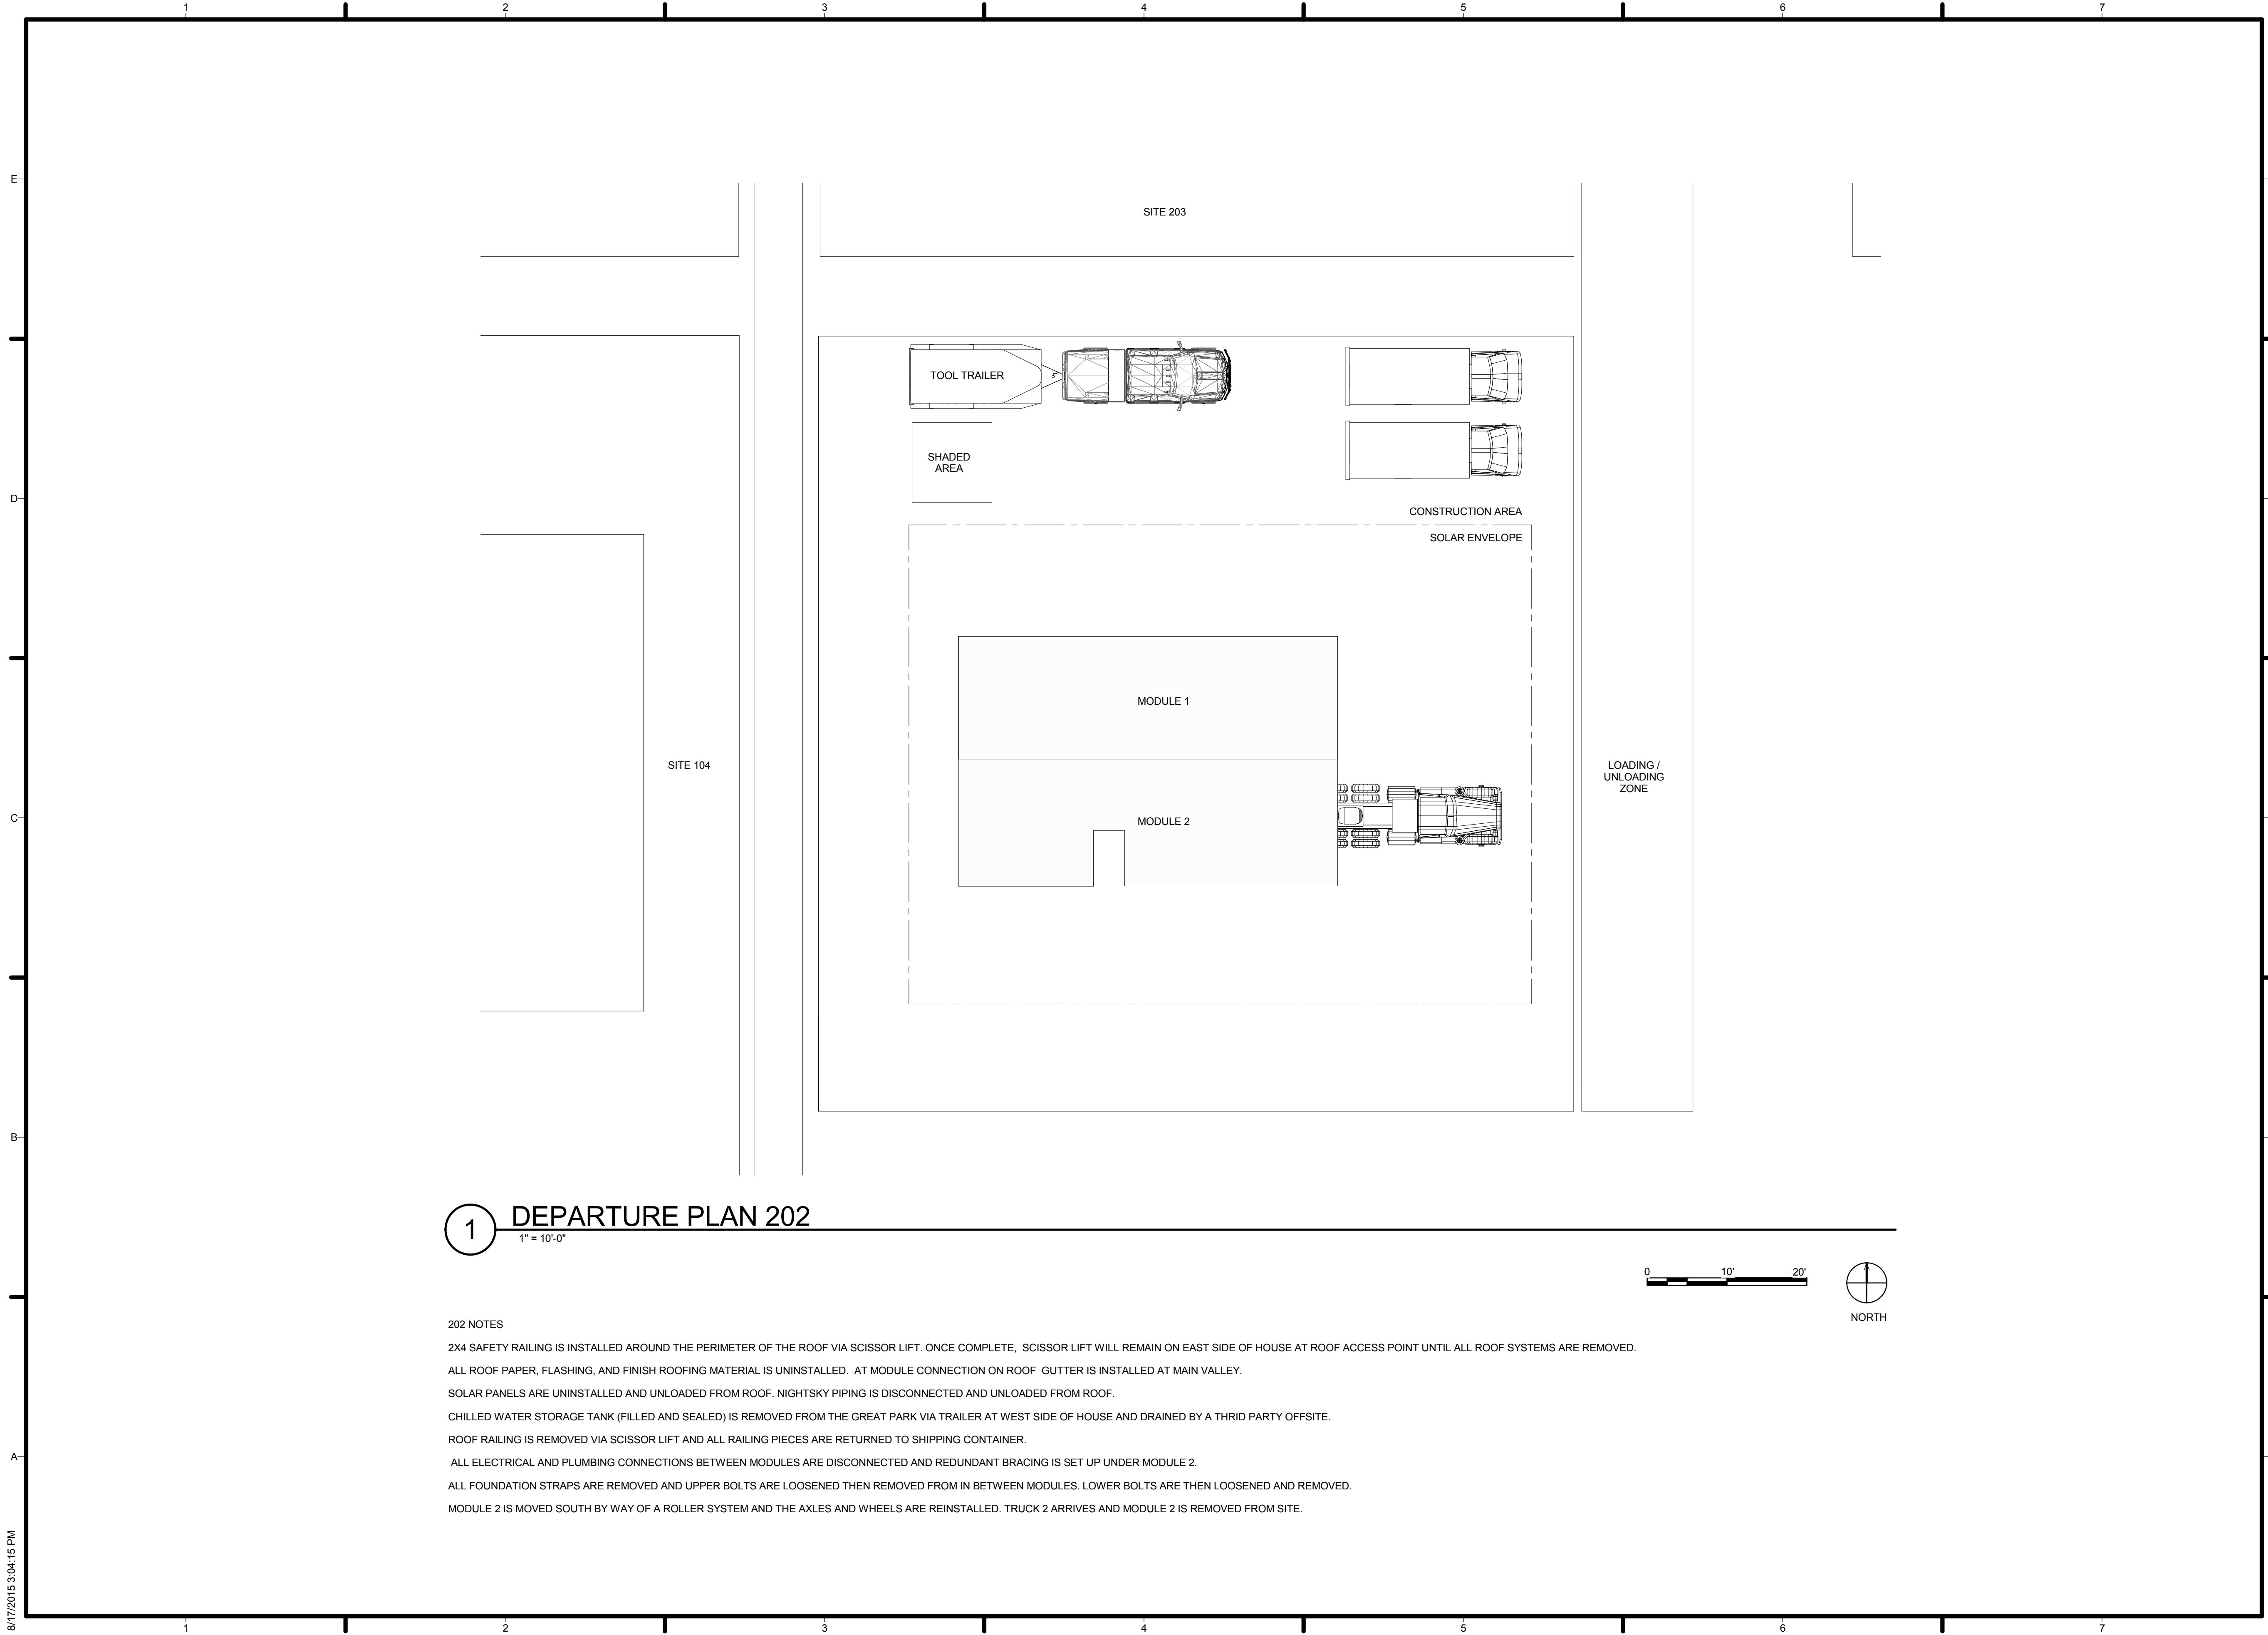 1 2 3 4 5 6 7
E
SITE 203
TOOL TRAILER
SHADED
AREA
D
CONSTRUCTION AREA
SOLAR ENVELOPE
MODULE 1
SITE 104
LOADING /
UNLOADING
ZONE
C
MODULE 2
B
1
DEPARTURE PLAN 202
1" = 10'-0"
0 10' 20'
NORTH
202 NOTES
2X4 SAFETY RAILING IS INSTALLED AROUND THE PERIMETER OF THE ROOF VIA SCISSOR LIFT. ONCE COMPLETE, SCISSOR LIFT WILL REMAIN ON EAST SIDE OF HOUSE AT ROOF ACCESS POINT UNTIL ALL ROOF SYSTEMS ARE REMOVED.
ALL ROOF PAPER, FLASHING, AND FINISH ROOFING MATERIAL IS UNINSTALLED. AT MODULE CONNECTION ON ROOF GUTTER IS INSTALLED AT MAIN VALLEY.
SOLAR PANELS ARE UNINSTALLED AND UNLOADED FROM ROOF. NIGHTSKY PIPING IS DISCONNECTED AND UNLOADED FROM ROOF.
CHILLED WATER STORAGE TANK (FILLED AND SEALED) IS REMOVED FROM THE GREAT PARK VIA TRAILER AT WEST SIDE OF HOUSE AND DRAINED BY A THRID PARTY OFFSITE.
ROOF RAILING IS REMOVED VIA SCISSOR LIFT AND ALL RAILING PIECES ARE RETURNED TO SHIPPING CONTAINER.
A
ALL ELECTRICAL AND PLUMBING CONNECTIONS BETWEEN MODULES ARE DISCONNECTED AND REDUNDANT BRACING IS SET UP UNDER MODULE 2.
ALL FOUNDATION STRAPS ARE REMOVED AND UPPER BOLTS ARE LOOSENED THEN REMOVED FROM IN BETWEEN MODULES. LOWER BOLTS ARE THEN LOOSENED AND REMOVED.
MODULE 2 IS MOVED SOUTH BY WAY OF A ROLLER SYSTEM AND THE AXLES AND WHEELS ARE REINSTALLED. TRUCK 2 ARRIVES AND MODULE 2 IS REMOVED FROM SITE.
8/17/2015 3:04:15 PM
1 2 3 4 5 6 7